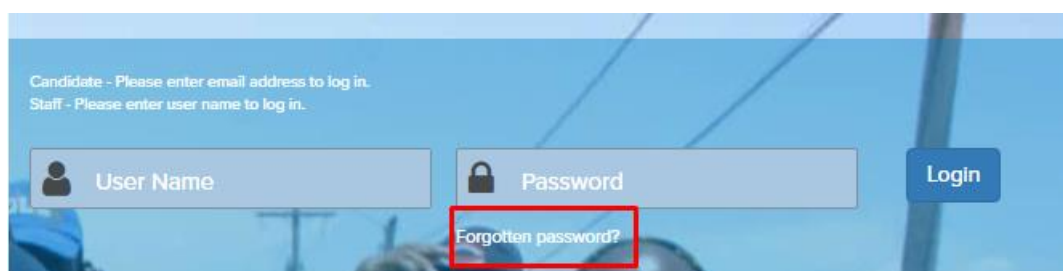 Candidate - Please enter email address to log in.
Staff - Please enter user name to log in.
User Name
Password
Login
Forgotten password?